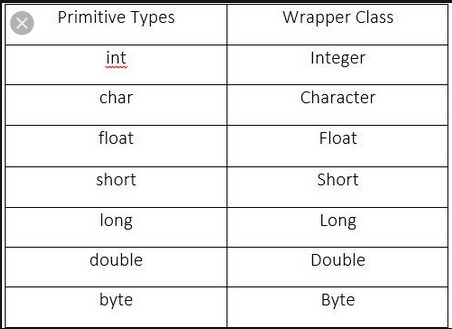 Primitive Types Wrapper Class
int Integer
char Character
float Float
short Short
long Long
double Double
byte Byte